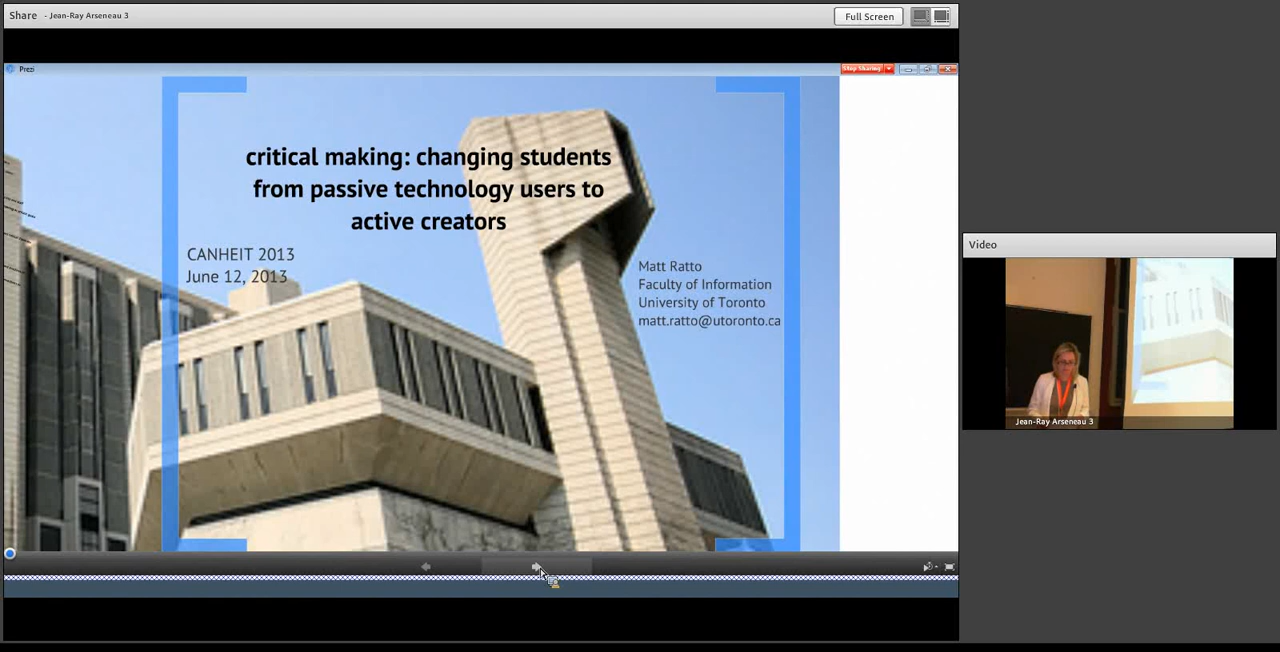 Share - Jean-Ray Arseneau 3
Full Screen
Prezi
Stop Sharing
critical making: changing students
from passive technology users to
active creators
CANHEIT 2013
June 12, 2013
Matt Ratto
Faculty of Information
University of Toronto
matt.ratto@utoronto.ca
Video
Jean-Ray Arseneau 3